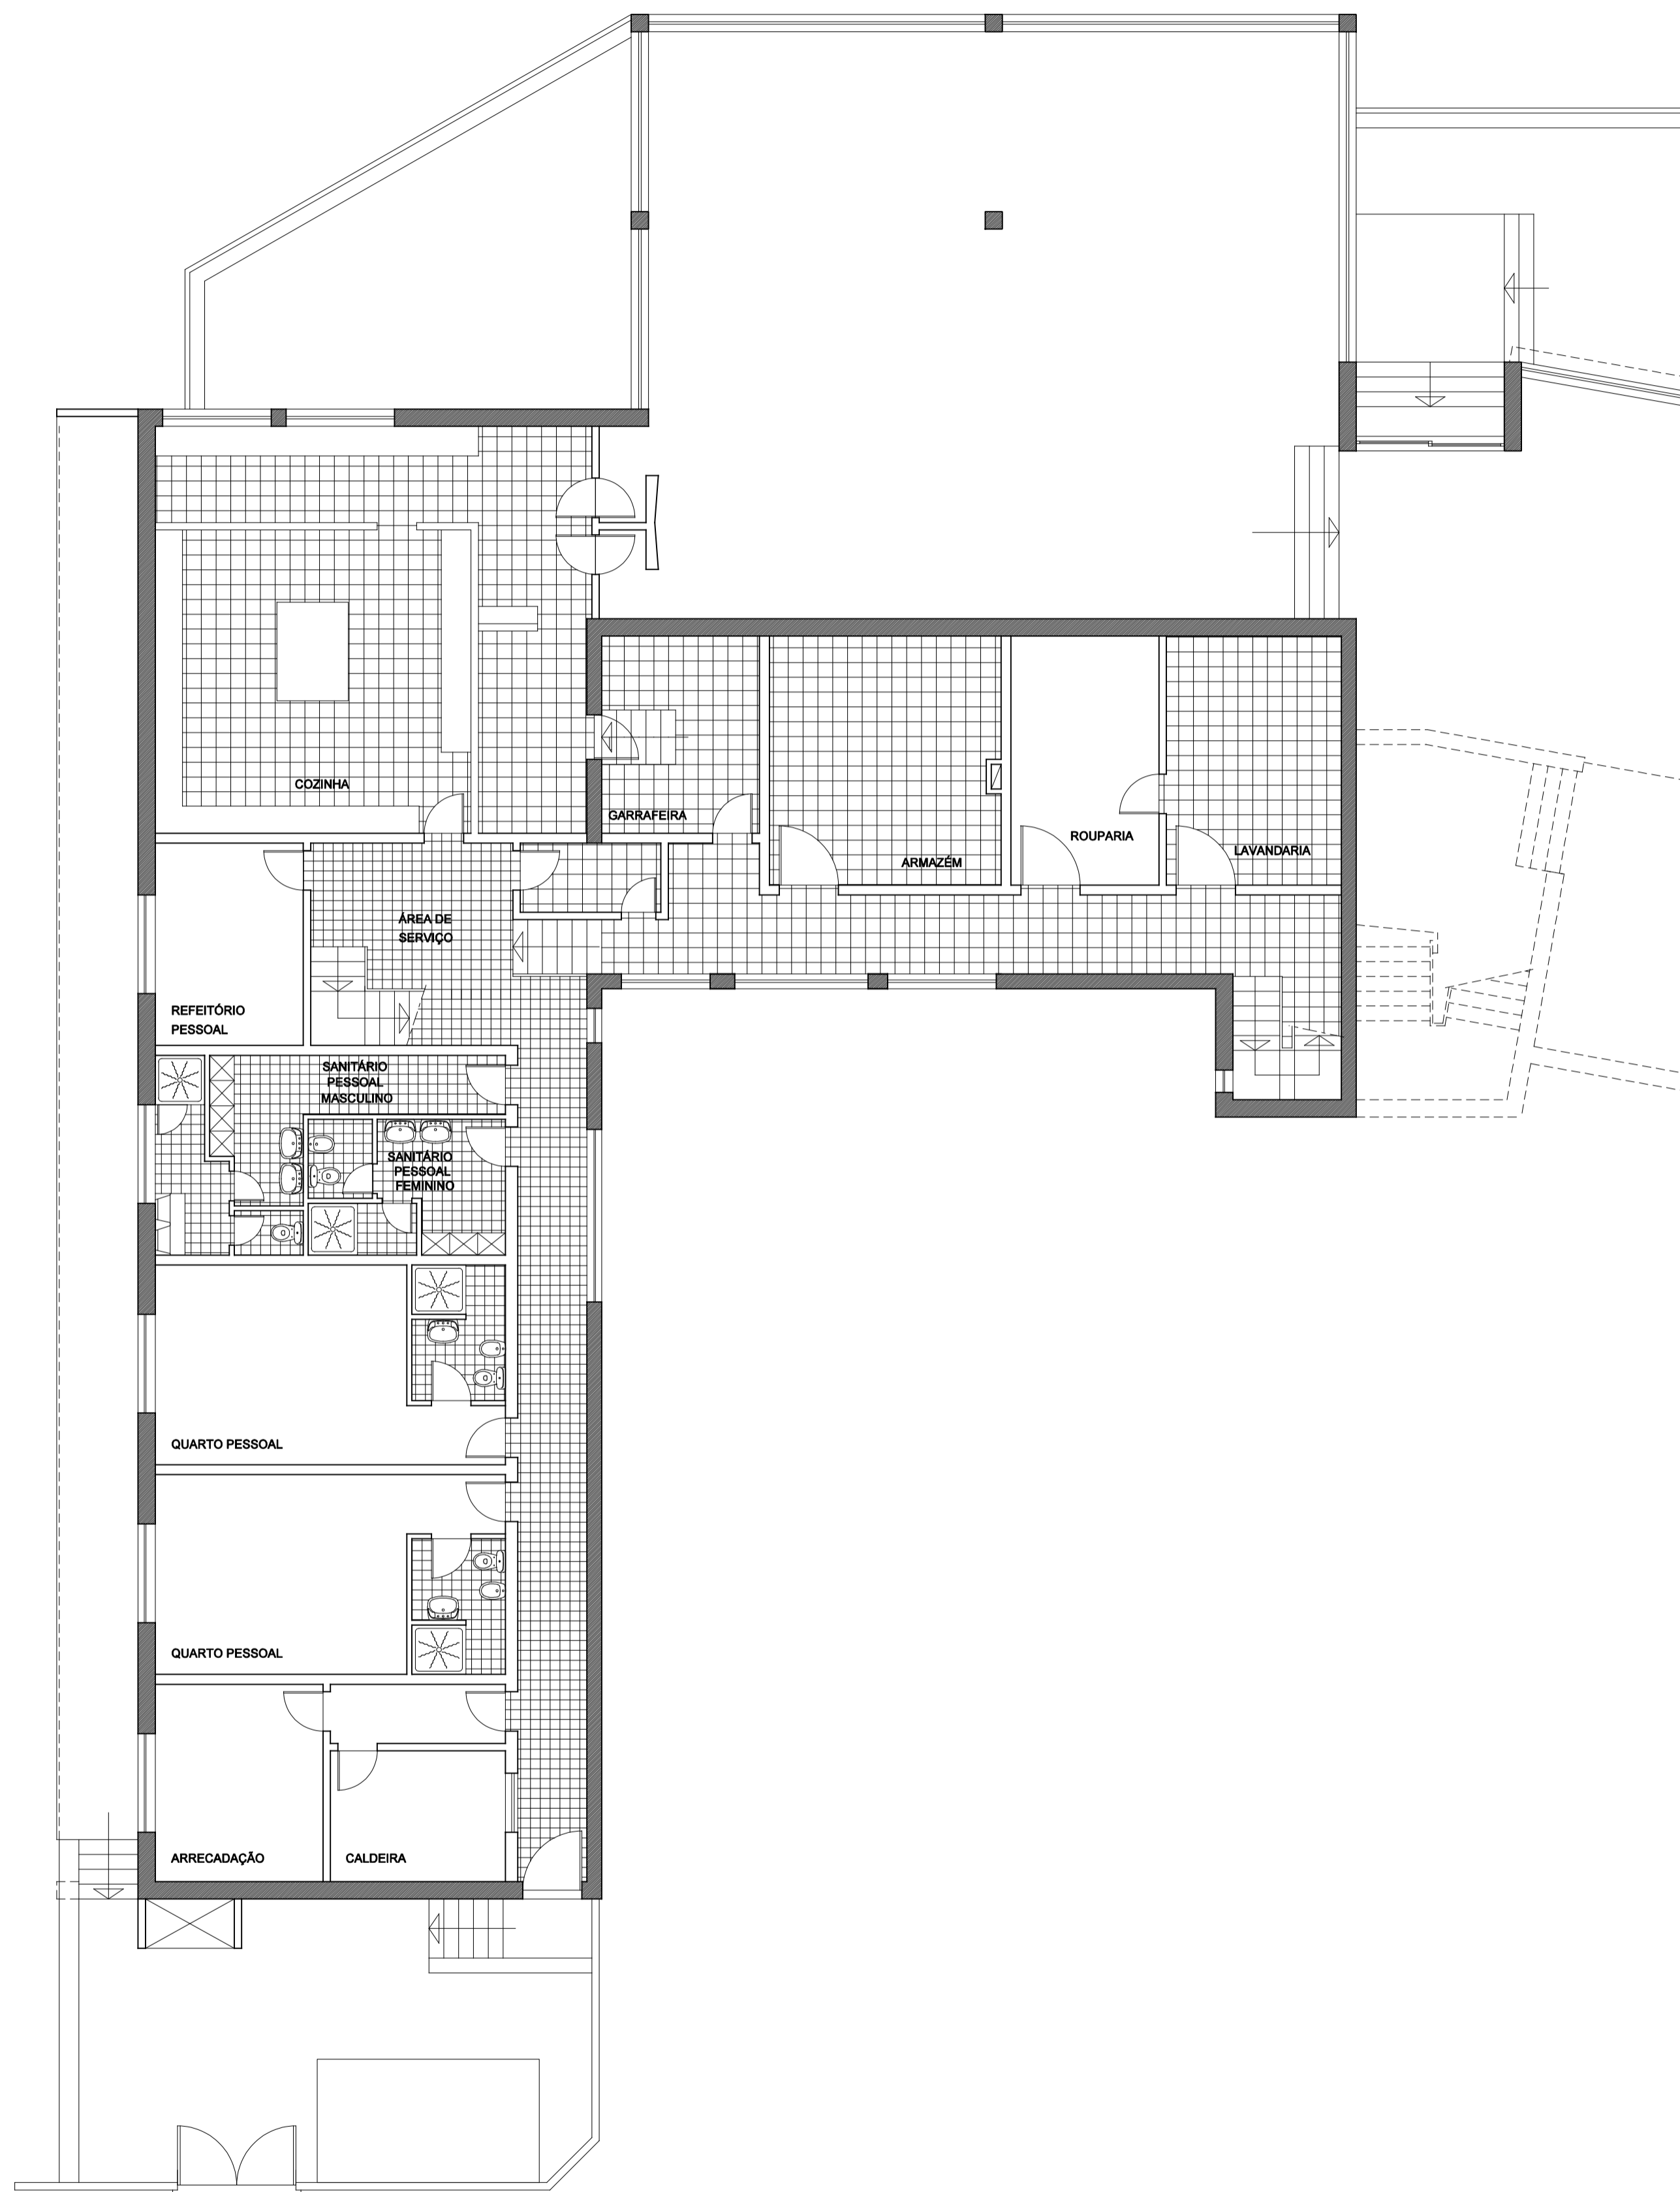 COZINHA
GARRAFEIRA
ARMAZÉM
ROUPARIA
LAVANDARIA
ÁREA DE
SERVIÇO
REFEITÓRIO
PESSOAL
SANITÁRIO
PESSOAL
MASCULINO
SANITÁRIO
PESSOAL
FEMININO
QUARTO PESSOAL
QUARTO PESSOAL
ARRECADAÇÃO
CALDEIRA